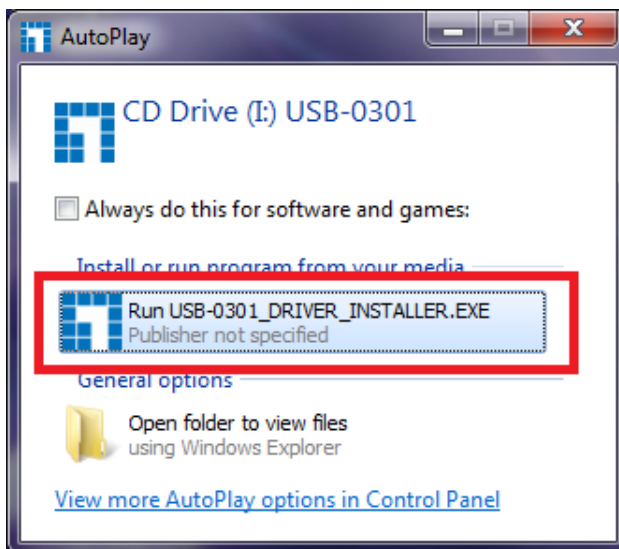 AutoPlay
CD Drive (I:) USB-0301
Always do this for software and games:
Install or run program from your media
Run USB-0301_DRIVER_INSTALLER.EXE
Publisher not specified
General options
Open folder to view files
using Windows Explorer
View more AutoPlay options in Control Panel